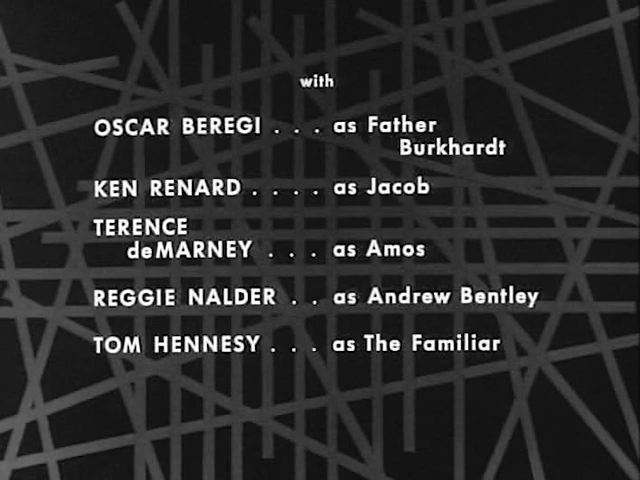 with
OSCAR BEREGI . . . as Father
Burkhardt
KEN RENARD . . . . as Jacob
TERENCE
deMARNEY . . . as Amos
REGGIE NALDER . . as Andrew Bentley
TOM HENNESY . . . as The Familiar